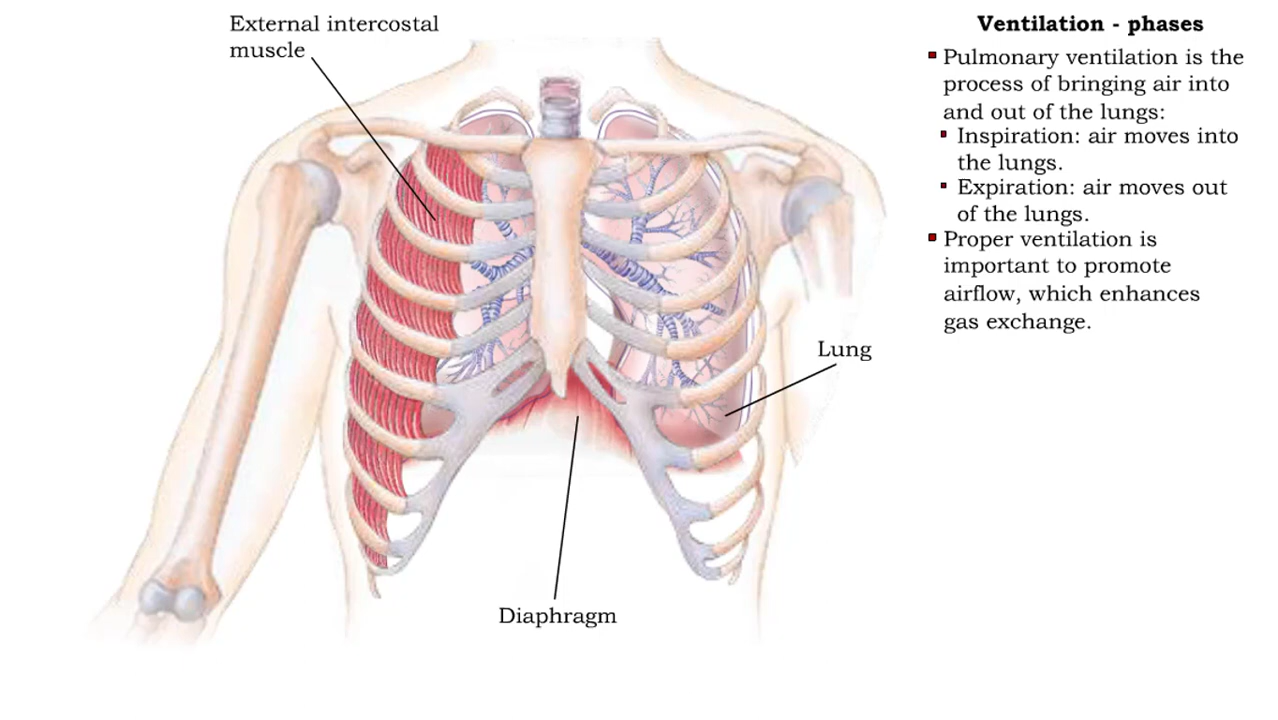 External intercostal
muscle
Lung
Diaphragm
Ventilation - phases
Pulmonary ventilation is the
process of bringing air into
and out of the lungs:
Inspiration: air moves into
the lungs.
Expiration: air moves out
of the lungs.
Proper ventilation is
important to promote
airflow, which enhances
gas exchange.